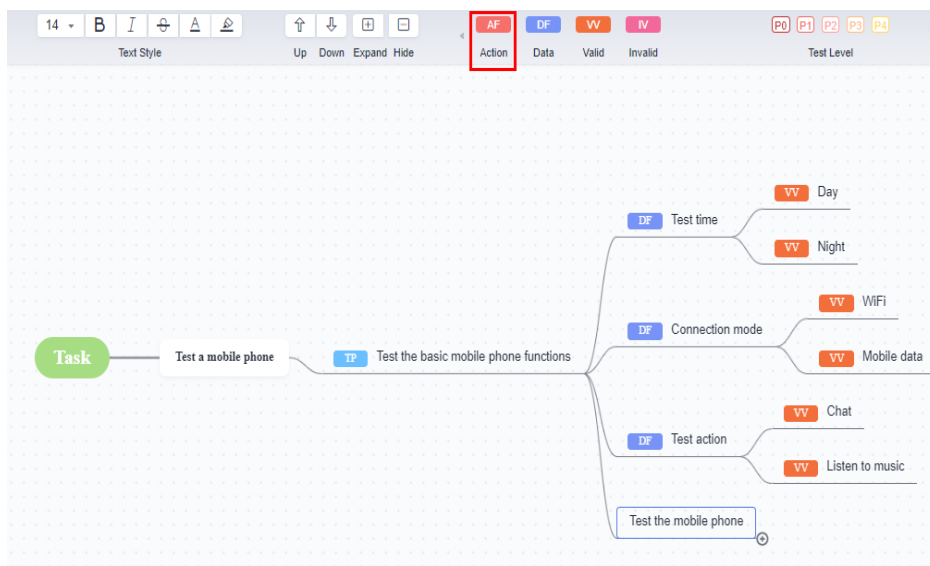 14 B I S A
AF DF VV IV P0 P1 P2 P3 P4
Text Style Up Down Expand Hide Action Data Valid Invalid Test Level
VV Day
DF Test time
VV Night
VV WiFi
DF Connection mode
Task Test a mobile phone TP Test the basic mobile phone functions VV Mobile data
VV Chat
DF Test action
VV Listen to music
Test the mobile phone